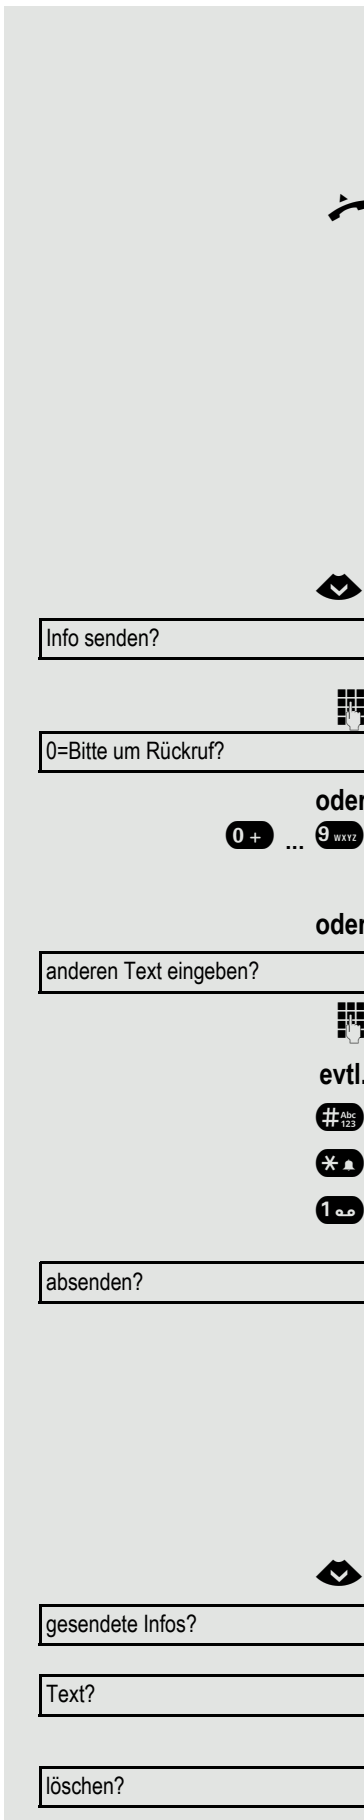 Info senden?
0=Bitte um Rückruf?
oder
0 + ... 9 wxyz
oder
anderen Text eingeben?
evtl.
# Abc 123
*
1
absenden?
gesendete Infos?
Text?
löschen?